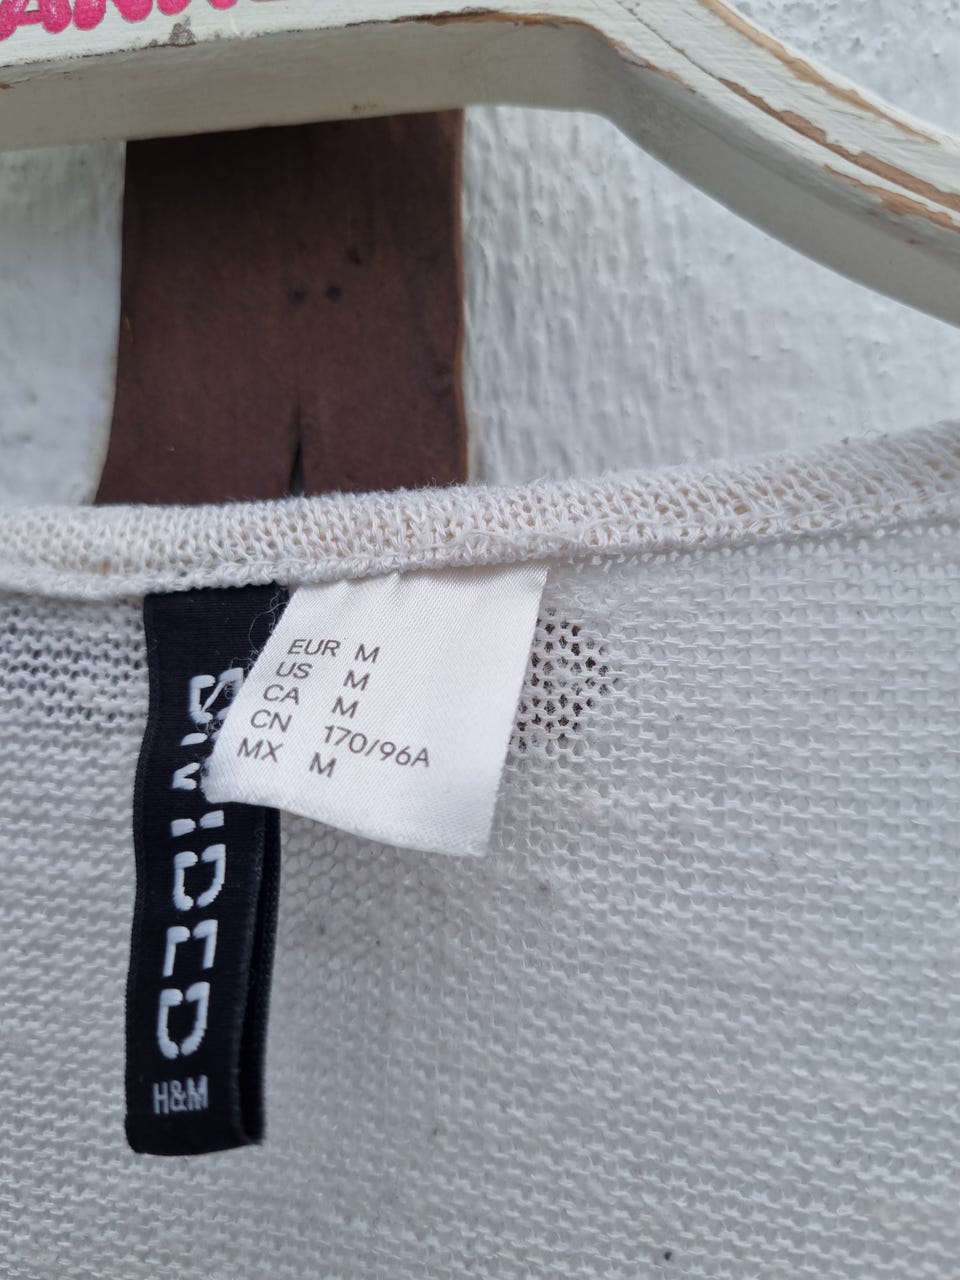 EUR M
US M
CA M
CN 170/96A
MX M
DIVIDED
H&M